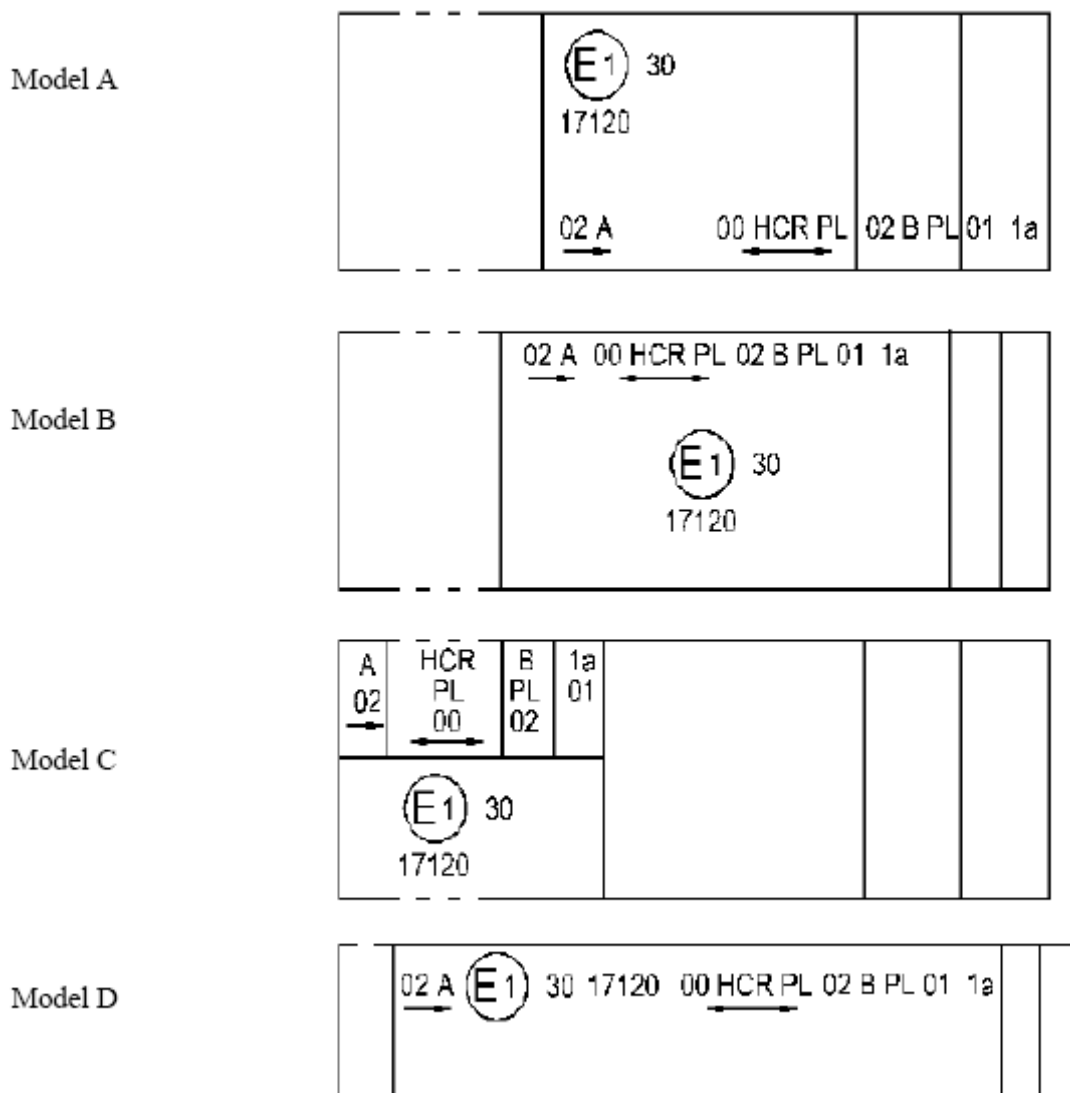 Model A
E1 30
17120
02 A 00 HCR PL 02 B PL 01 1a
Model B
02 A 00 HCR PL 02 B PL 01 1a
E1 30
17120
Model C
A HCR B 1a
02 PL PL 01
00 02
E1 30
17120
Model D
02 A E1 30 17120 00 HCR PL 02 B PL 01 1a